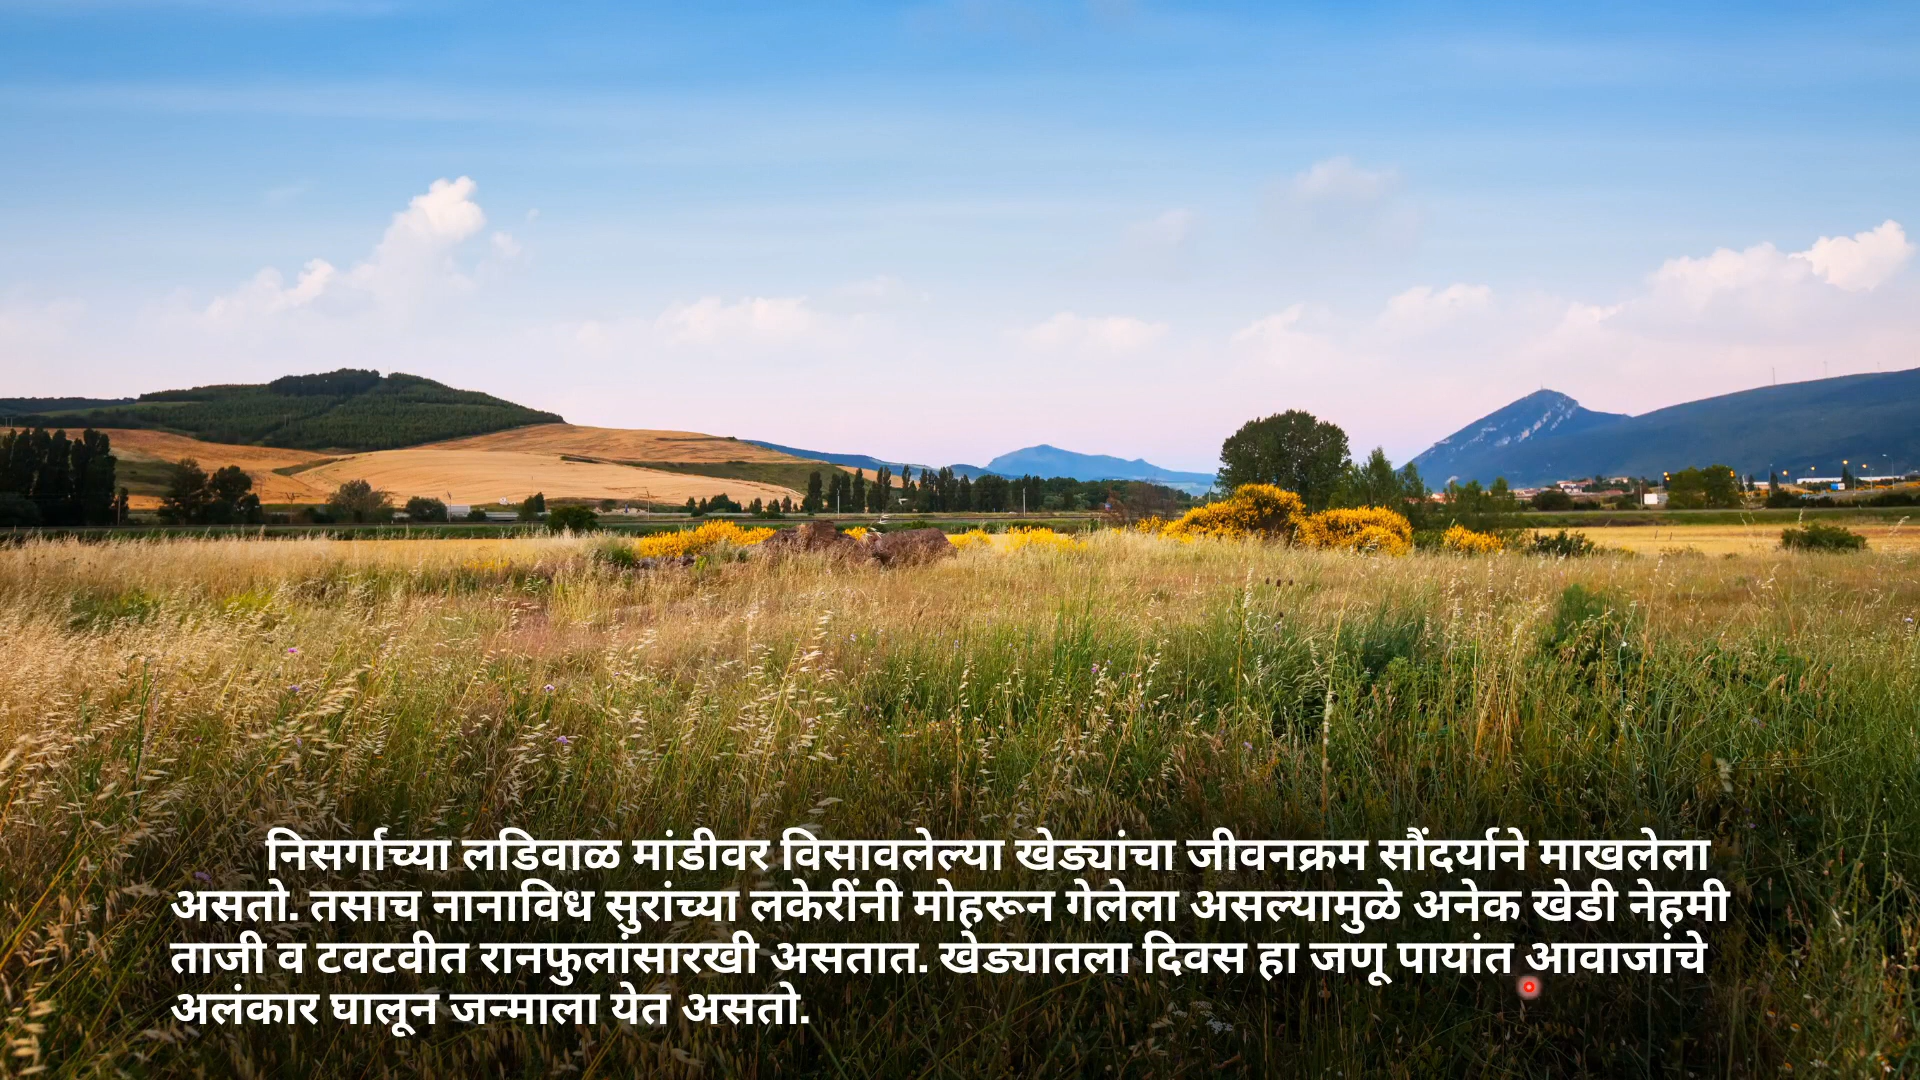 निसर्गाच्या लडिवाळ मांडीवर विसावलेल्या खेड्यांचा जीवनक्रम सौंदर्याने माखलेला
असतो. तसाच नानाविध सुरांच्या लकेरींनी मोहरून गेलेला असल्यामुळे अनेक खेडी नेहमी
ताजी व टवटवीत रानफुलांसारखी असतात. खेड्यातला दिवस हा जणू पायांत आवाजांचे
अलंकार घालून जन्माला येत असतो.